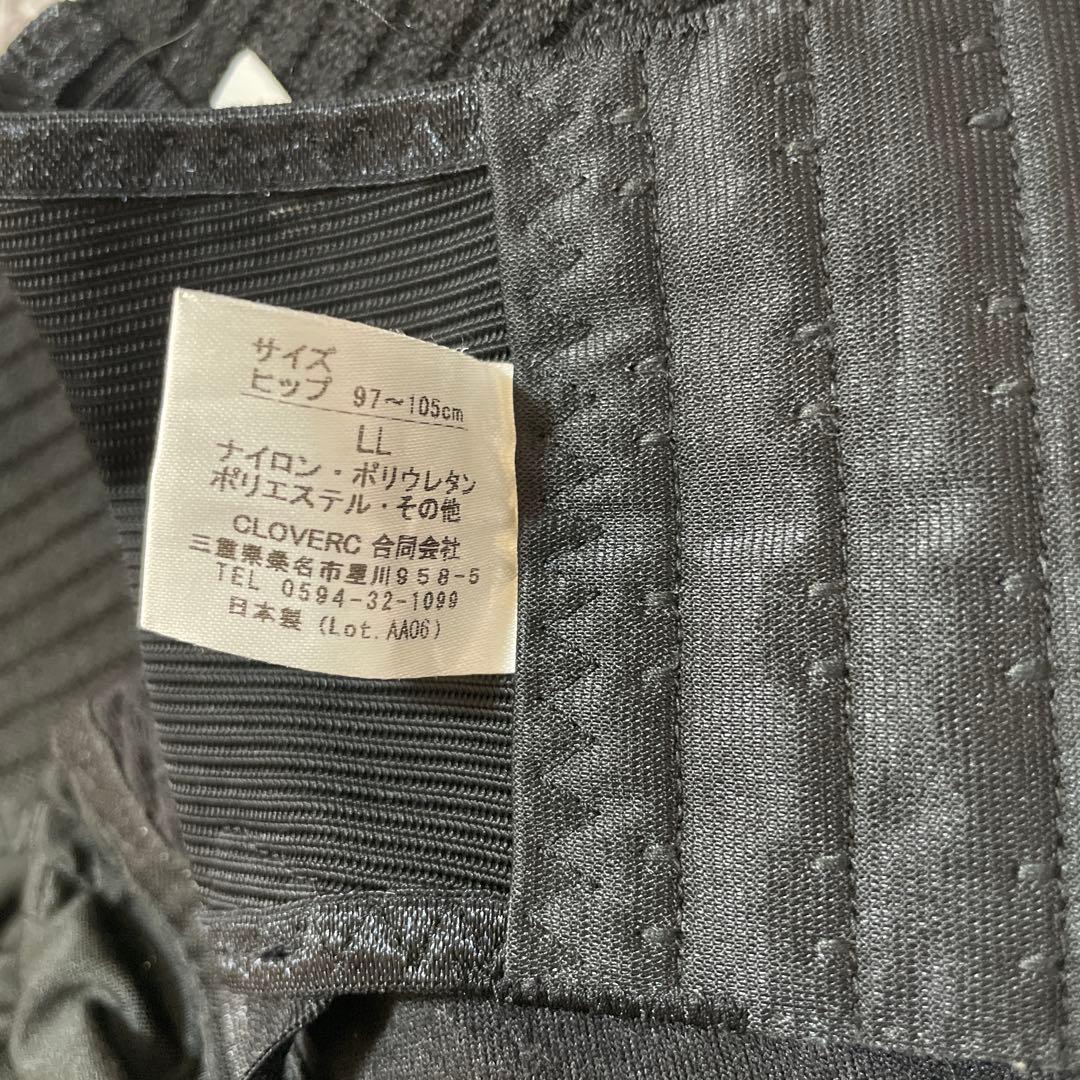 サイズ
ヒップ 97～105cm
LL
ナイロン・ポリウレタン
ポリエステル・その他
CLOVERC 合同会社
三重県桑名市星川958-5
TEL 0594-32-1099
日本製 (Lot.AA06)